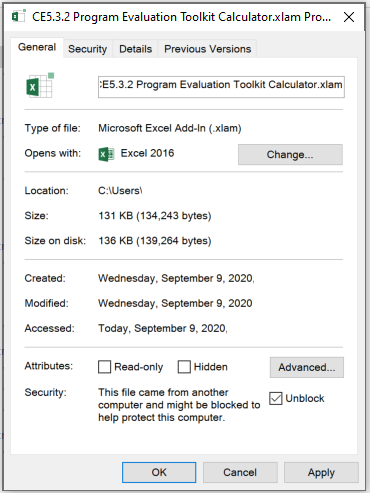 CE5.3.2 Program Evaluation Toolkit Calculator.xlam Pro...
General Security Details Previous Versions
:E5.3.2 Program Evaluation Toolkit Calculator.xlam
Type of file: Microsoft Excel Add-In (.xlam)
Opens with: Excel 2016 Change...
Location: C:\Users\
Size: 131 KB (134,243 bytes)
Size on disk: 136 KB (139,264 bytes)
Created: Wednesday, September 9, 2020,
Modified: Wednesday, September 9, 2020
Accessed: Today, September 9, 2020,
Attributes: Read-only Hidden Advanced...
Security: This file came from another
computer and might be blocked to
help protect this computer.
Unblock
OK Cancel Apply